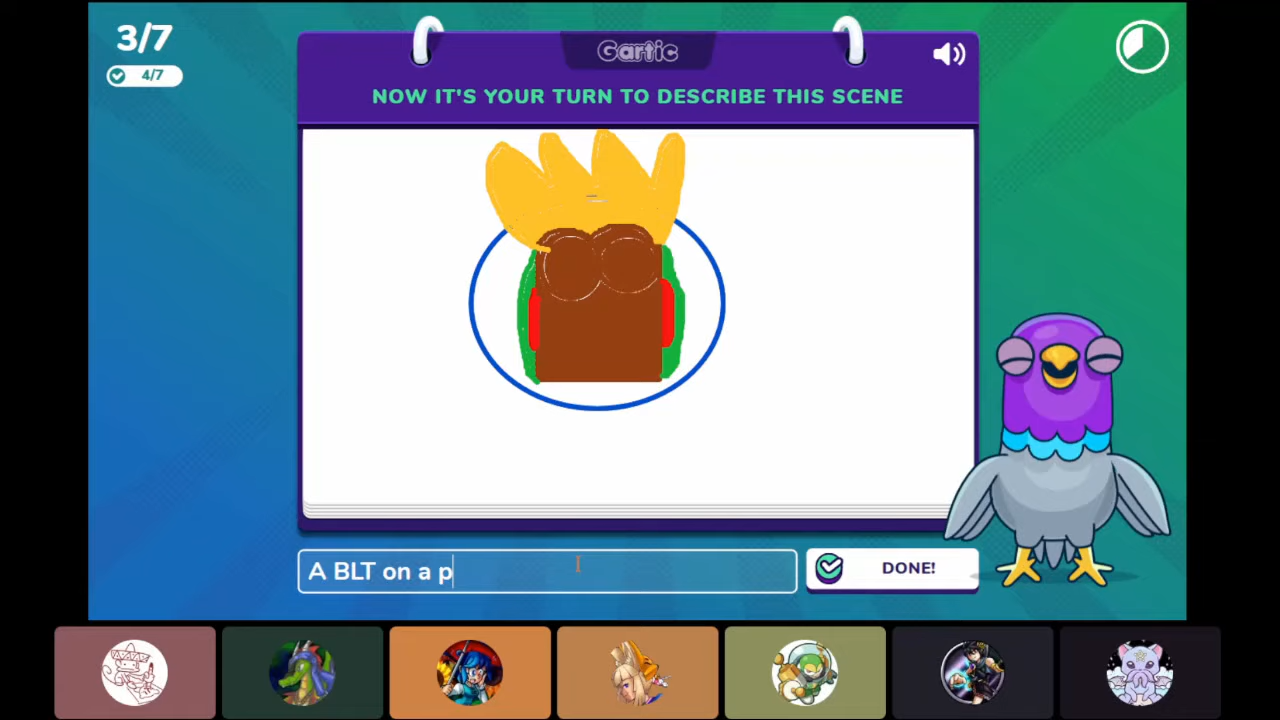 3/7
4/7
Gartic
NOW IT'S YOUR TURN TO DESCRIBE THIS SCENE
A BLT on a p
DONE!